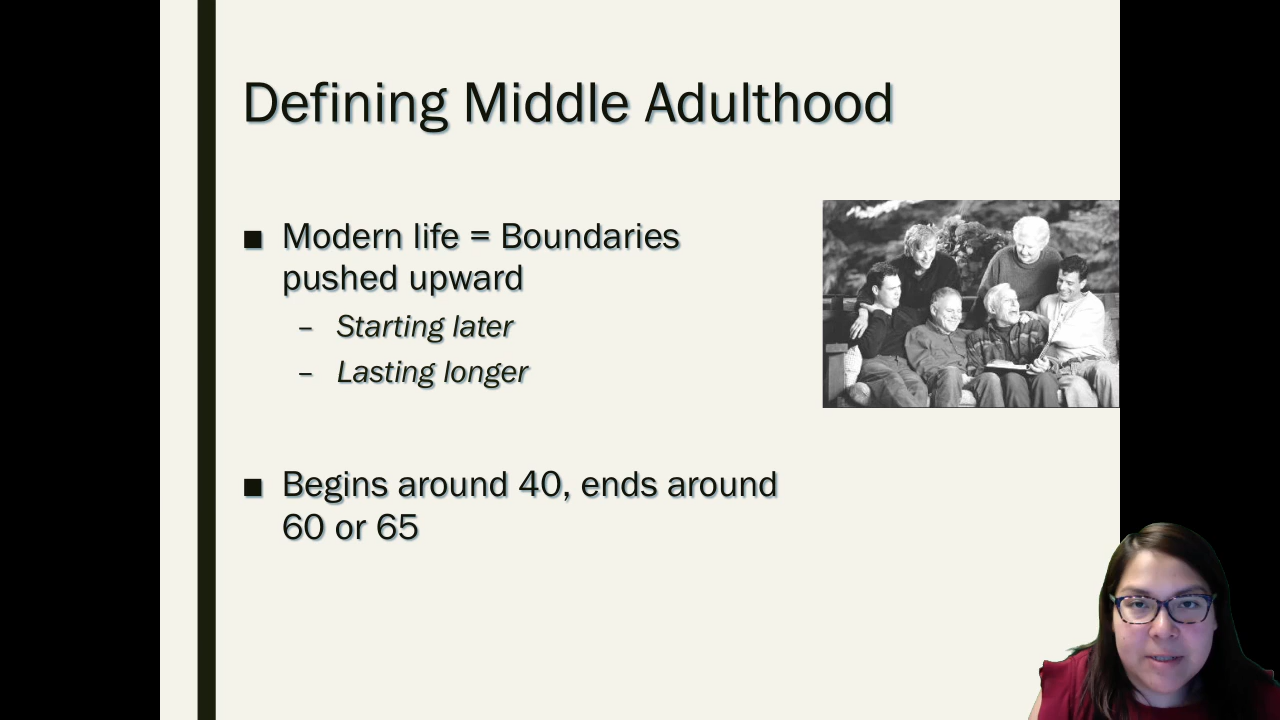 Defining Middle Adulthood
■ Modern life = Boundaries
pushed upward
– Starting later
– Lasting longer
■ Begins around 40, ends around
60 or 65